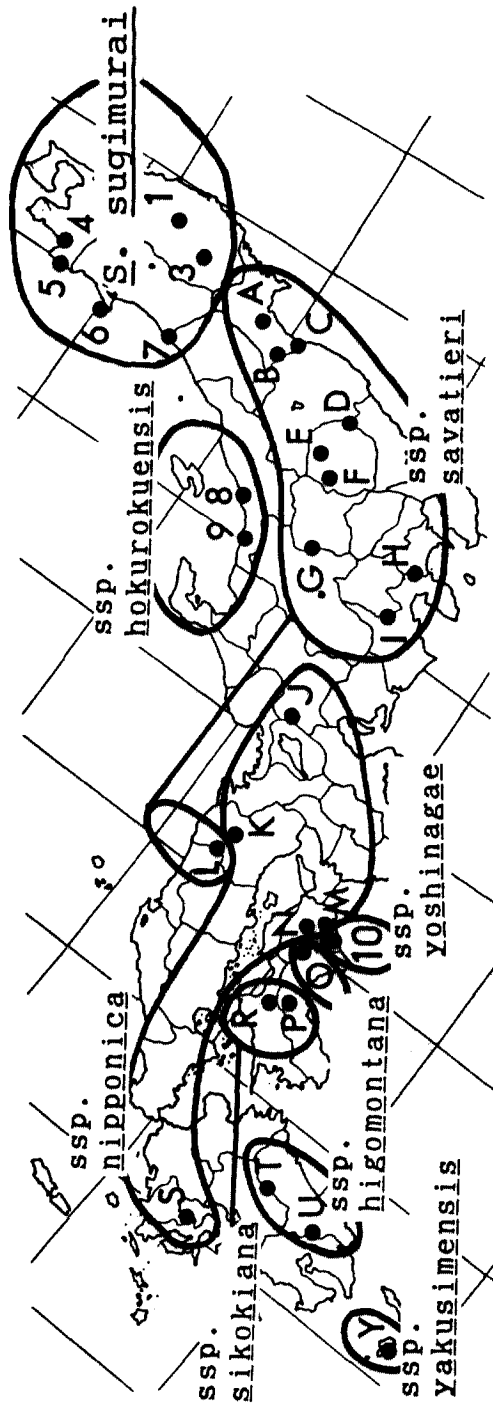 5
4
6
S. sugimurai
1
3
7
ssp.
hokurokuensis
8
9
A
B
C
E
D
F
ssp.
savatieri
G
H
I
J
L
K
ssp.
nipponica
N
M
10
Q
ssp.
yoshinagae
R
P
S
ssp.
sikokiana
T
U
ssp.
higomontana
Y
ssp.
yakusimensis